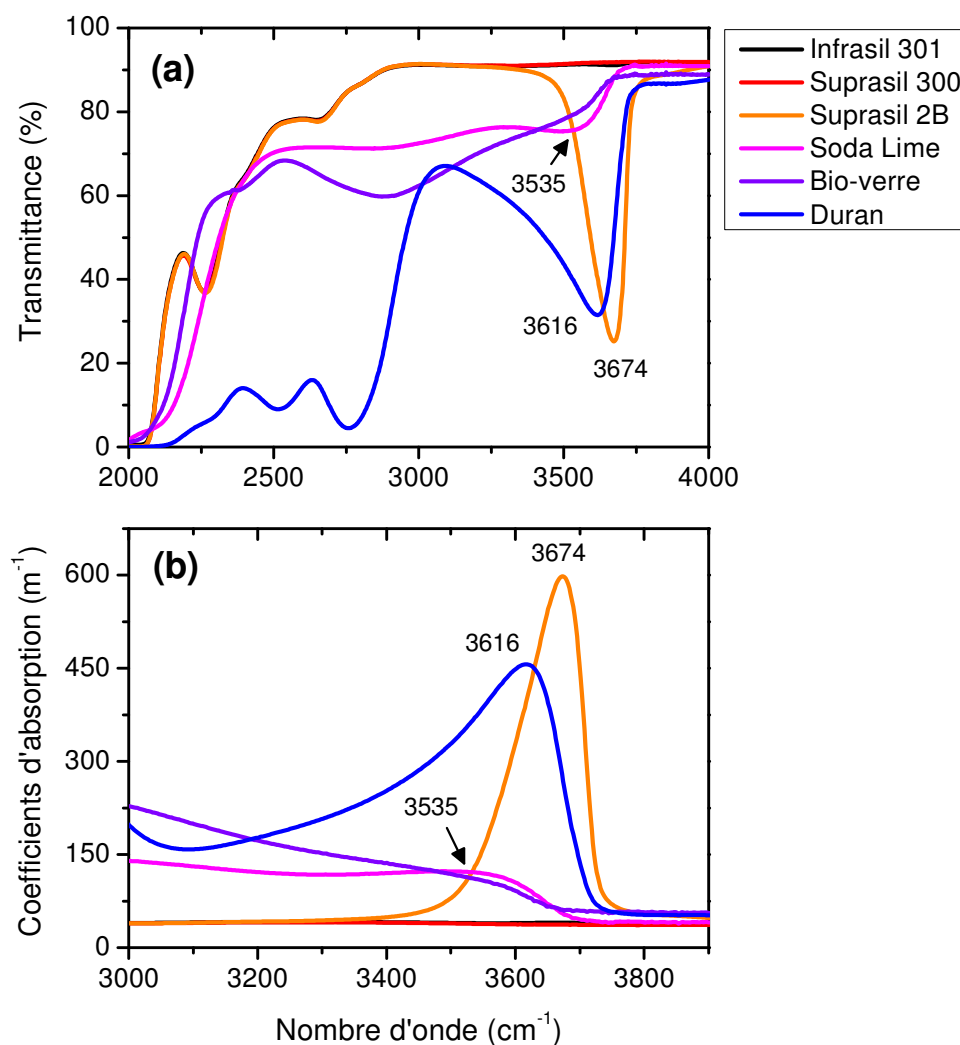 (a)
Transmittance (%)
100
80
60
40
20
0
2000
2500
3000
3500
4000
3535
3616
3674
Infrasil 301
Suprasil 300
Suprasil 2B
Soda Lime
Bio-verre
Duran
(b)
Coefficients d'absorption (m⁻¹)
600
450
300
150
0
3000
3200
3400
3600
3800
3674
3616
3535
Nombre d'onde (cm⁻¹)